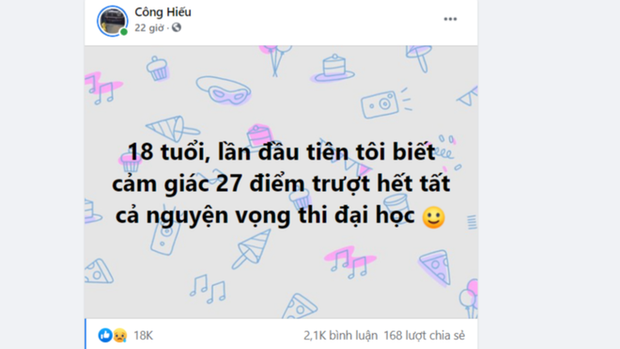 Công Hiếu
22 giờ ·
18 tuổi, lần đầu tiên tôi biết
cảm giác 27 điểm trượt hết tất
cả nguyện vọng thi đại học
18K
2,1K bình luận 168 lượt chia sẻ